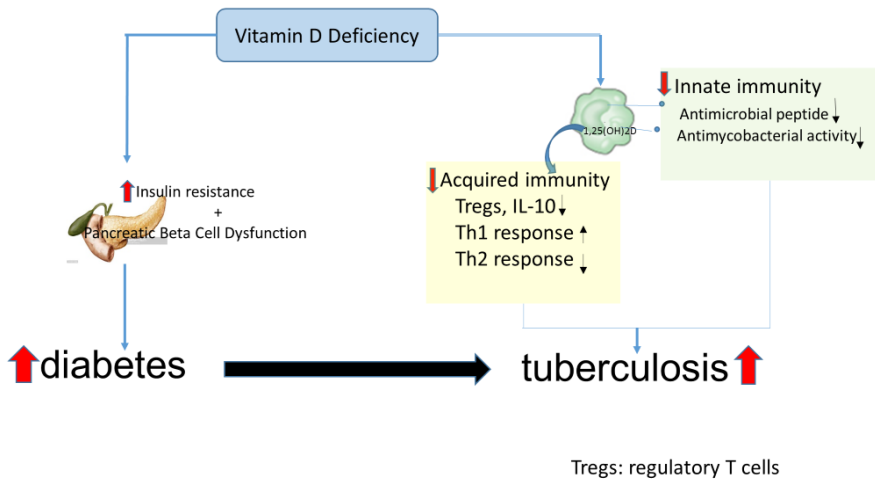 Vitamin D Deficiency
Innate immunity
Antimicrobial peptide
Antimycobacterial activity
1,25(OH)2D
Acquired immunity
Tregs, IL-10
Th1 response
Th2 response
Insulin resistance
+
Pancreatic Beta Cell Dysfunction
diabetes
tuberculosis
Tregs: regulatory T cells